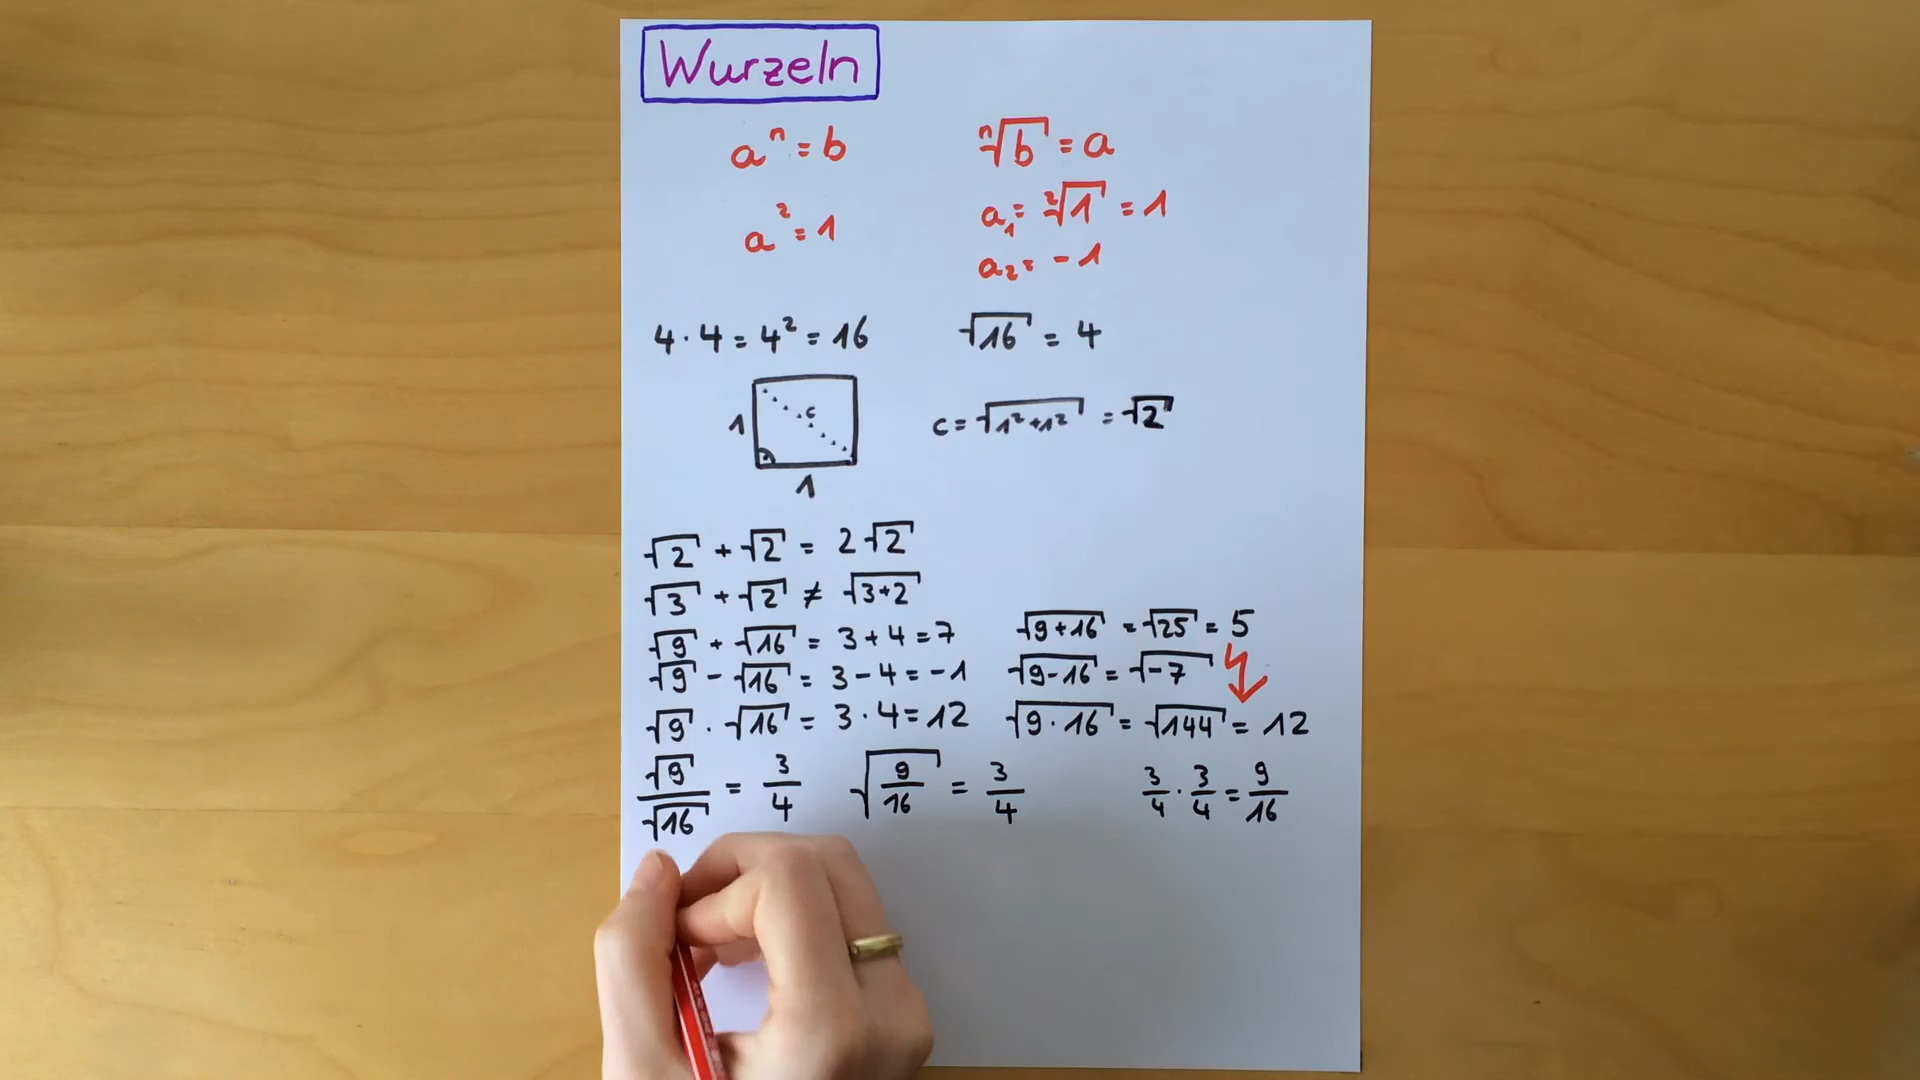 Wurzeln
aⁿ = b ⁿ√b = a
a² = 1 a₁ = ²√1 = 1
a₂ = -1
4 · 4 = 4² = 16 √16 = 4
c
1 c = √1²+1² = √2
1
√2 + √2 = 2√2
√3 + √2 ≠ √3+2
√9 + √16 = 3 + 4 = 7 √9+16 = √25 = 5
√9 - √16 = 3 - 4 = -1 √9-16 = √-7
√9 · √16 = 3 · 4 = 12 √9·16 = √144 = 12
√9/√16 = 3/4 √9/16 = 3/4 3/4 · 3/4 = 9/16